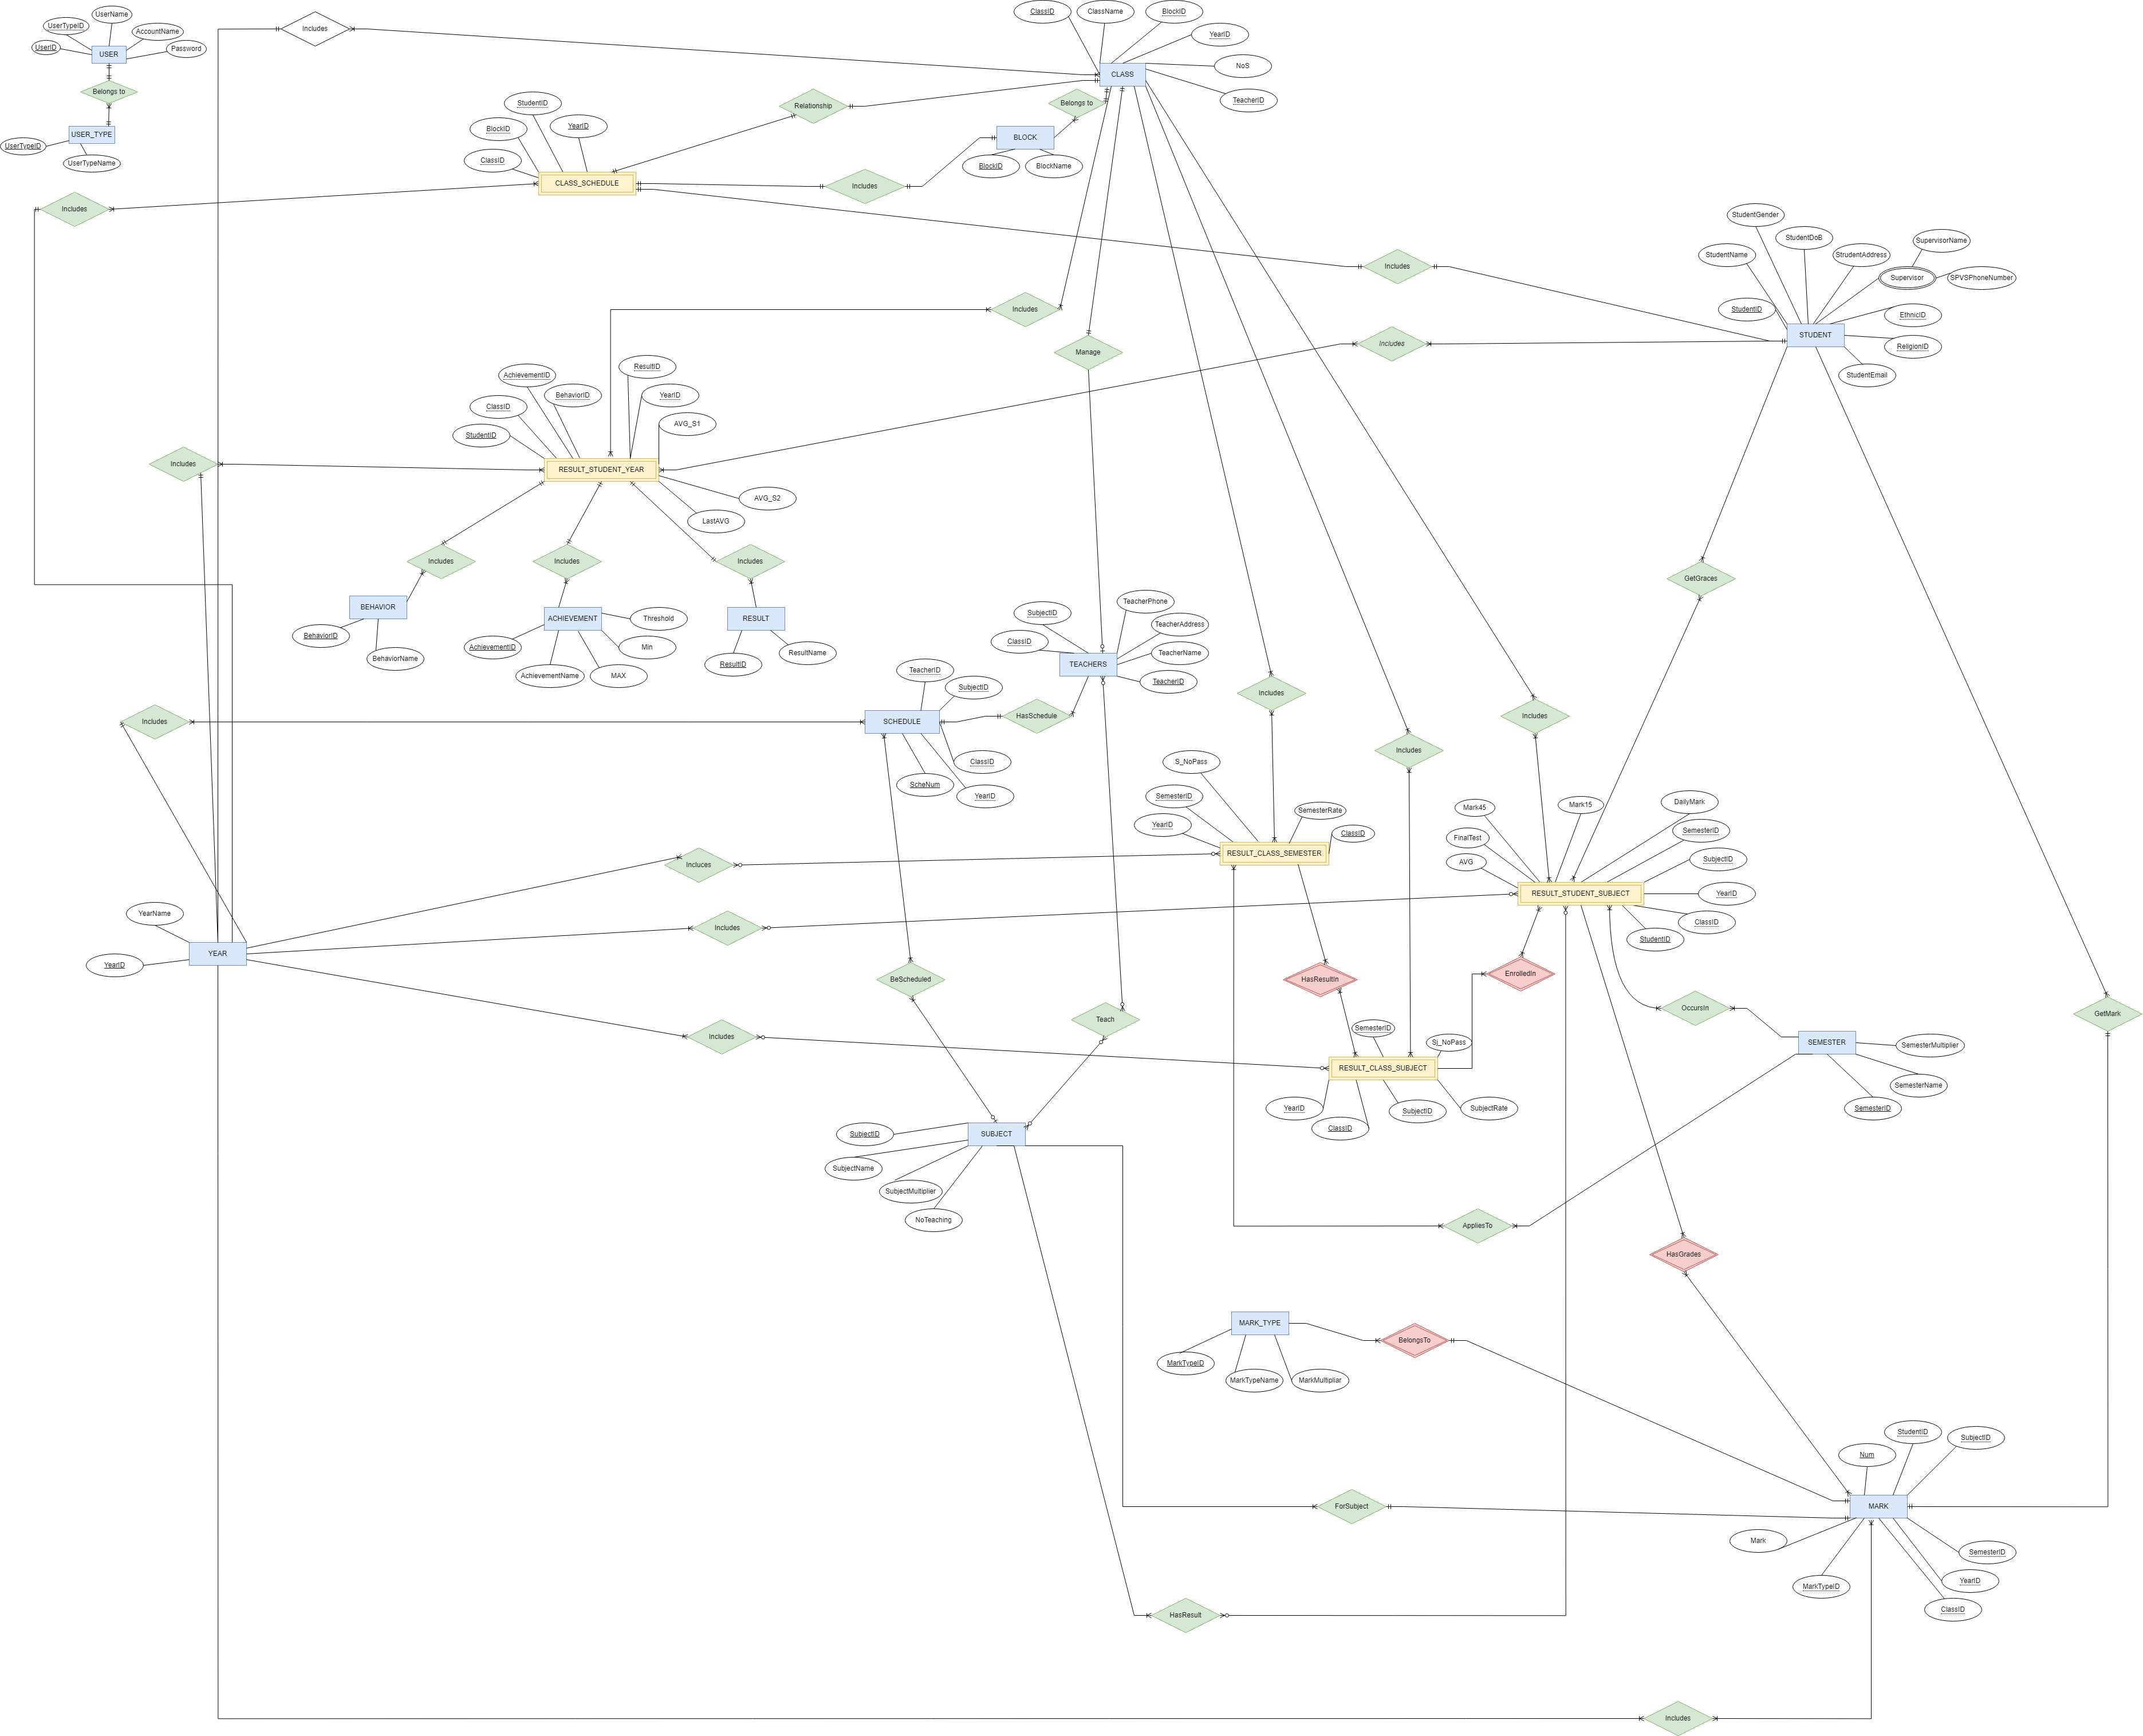 ClassID
ClassName
BlockID
UserName
UserTypeID
AccountName
Includes
YearID
UserID
Password
USER
NoS
CLASS
Belongs to
TeacherID
StudentID
Relationship
Belongs to
YearID
BlockID
USER_TYPE
BLOCK
UserTypeID
ClassID
UserTypeName
BlockID
BlockName
CLASS_SCHEDULE
Includes
Includes
StudentGender
StudentDoB
SupervisorName
StudentName
StrudentAddress
Includes
Supervisor
SPVSPhoneNumber
Includes
StudentID
EthnicID
STUDENT
Includes
ReligionID
Manage
ResultID
AchievementID
StudentEmail
BehaviorID
YearID
ClassID
AVG_S1
StudentID
Includes
RESULT_STUDENT_YEAR
AVG_S2
LastAVG
Includes
Includes
Includes
GetGraces
TeacherPhone
BEHAVIOR
SubjectID
ACHIEVEMENT
Threshold
RESULT
TeacherAddress
BehaviorID
ClassID
AchievementID
Min
ResultName
TeacherName
BehaviorName
ResultID
TEACHERS
TeacherID
AchievementName
MAX
TeacherID
SubjectID
Includes
Includes
SCHEDULE
HasSchedule
Includes
Includes
ClassID
S_NoPass
ScheNum
YearID
SemesterID
SemesterRate
Mark45
Mark15
DailyMark
YearID
ClassID
FinalTest
SemesterID
RESULT_CLASS_SEMESTER
Incluces
AVG
SubjectID
RESULT_STUDENT_SUBJECT
YearID
YearName
Includes
ClassID
StudentID
YEAR
YearID
BeScheduled
HasResultIn
EnrolledIn
OccursIn
GetMark
Teach
SemesterID
Includes
Sj_NoPass
SEMESTER
SemesterMultiplier
RESULT_CLASS_SUBJECT
SemesterName
YearID
SubjectID
SubjectRate
SemesterID
ClassID
SubjectID
SUBJECT
SubjectName
SubjectMultiplier
NoTeaching
AppliesTo
HasGrades
MARK_TYPE
BelongsTo
MarkTypeID
MarkTypeName
MarkMultipliar
StudentID
SubjectID
Num
ForSubject
MARK
Mark
SemesterID
MarkTypeID
YearID
ClassID
HasResult
Includes